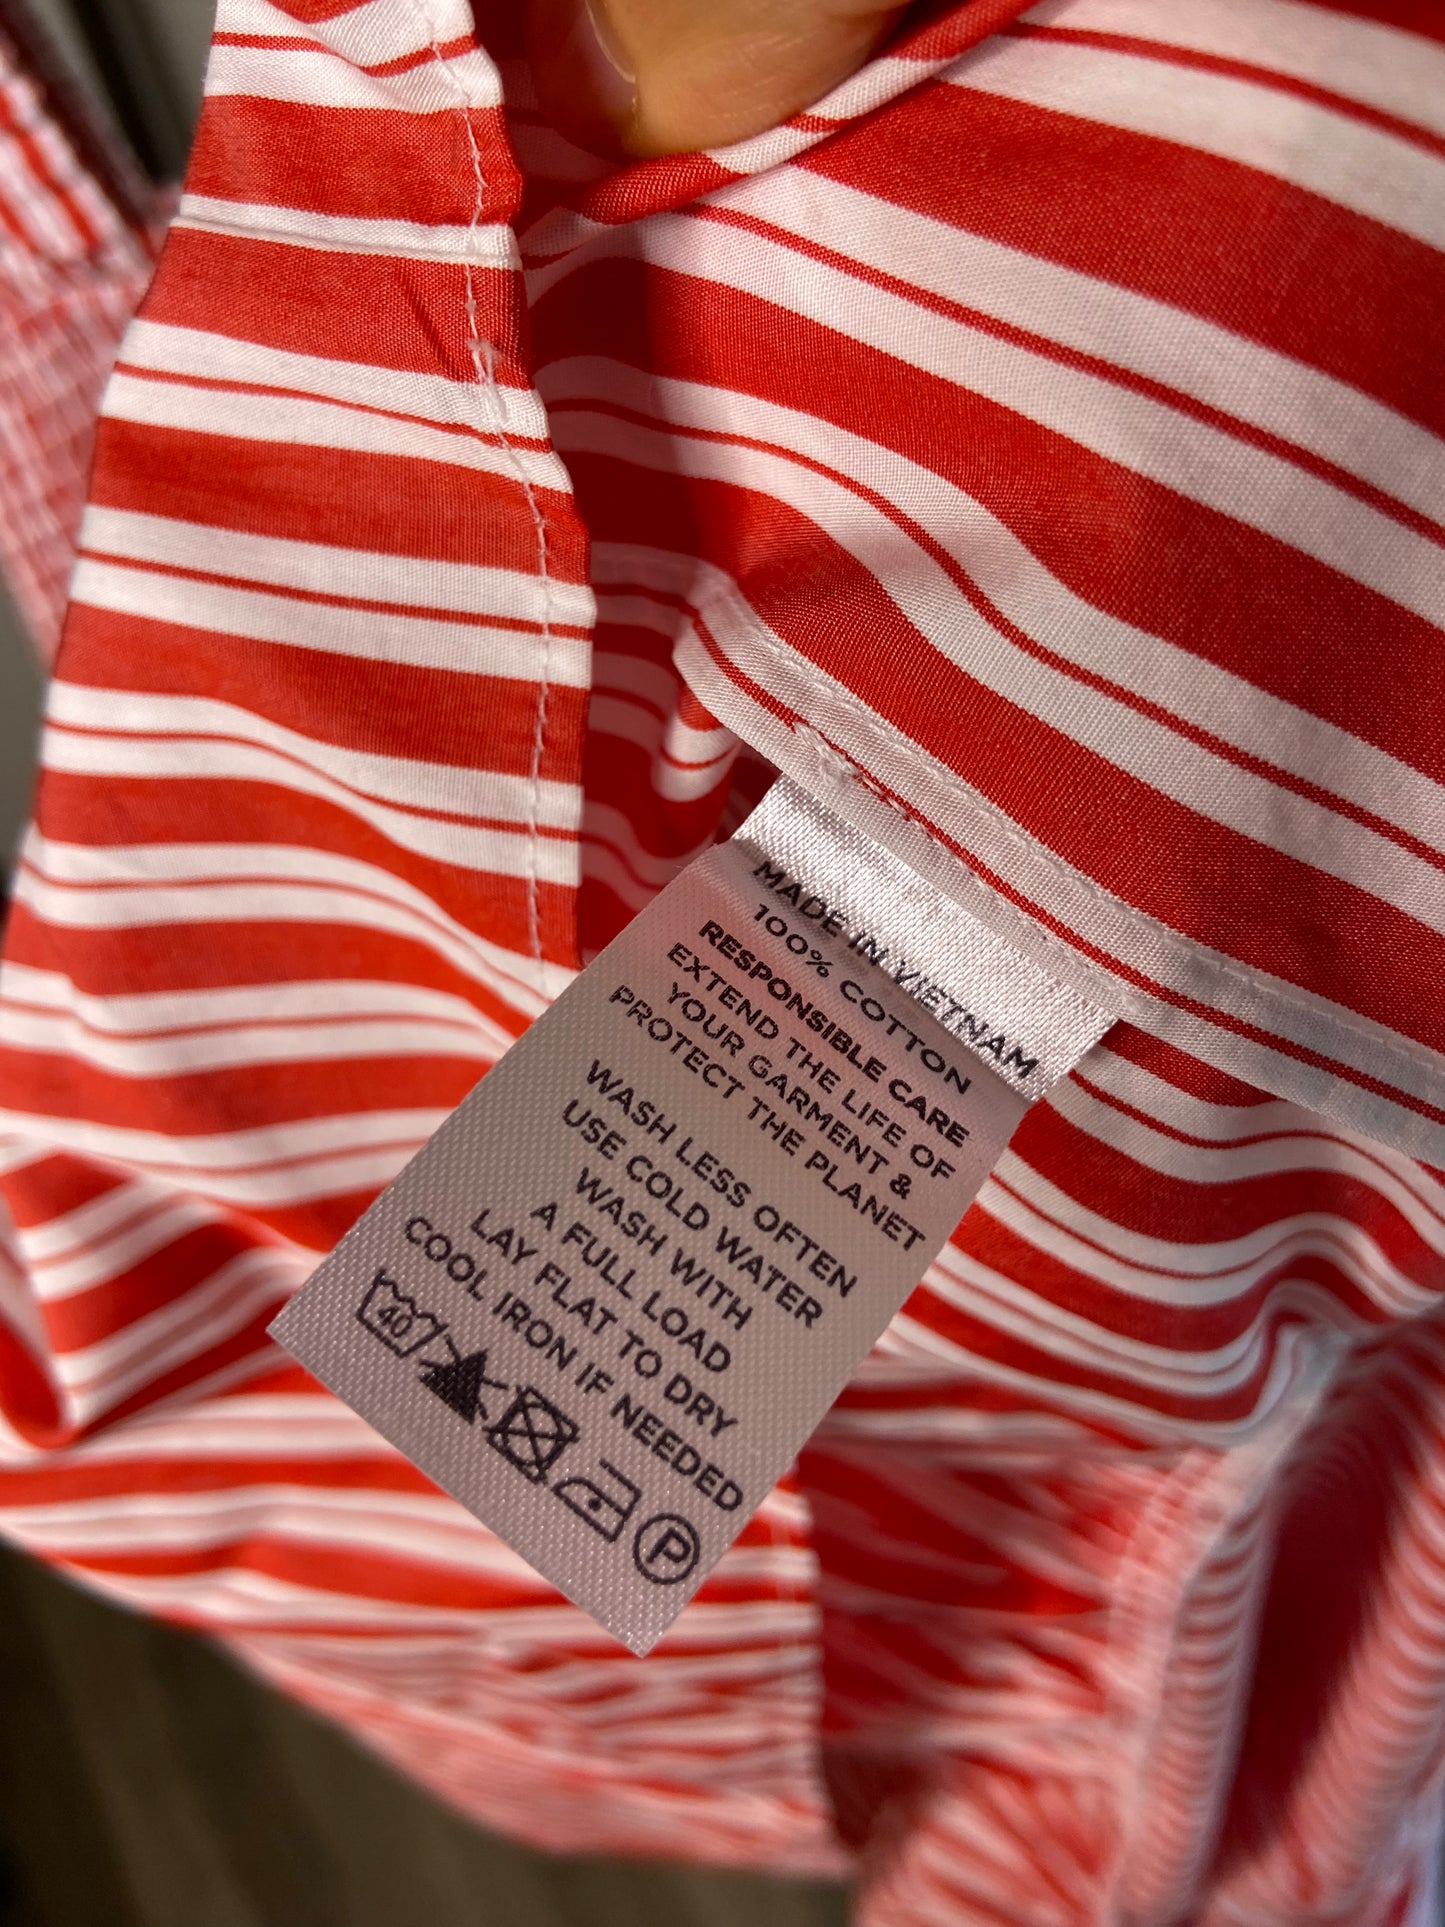 MADE IN VIETNAM
100% COTTON
RESPONSIBLE CARE
EXTEND THE LIFE OF
YOUR GARMENT &
PROTECT THE PLANET
WASH LESS OFTEN
USE COLD WATER
WASH WITH
A FULL LOAD
LAY FLAT TO DRY
COOL IRON IF NEEDED
40 P